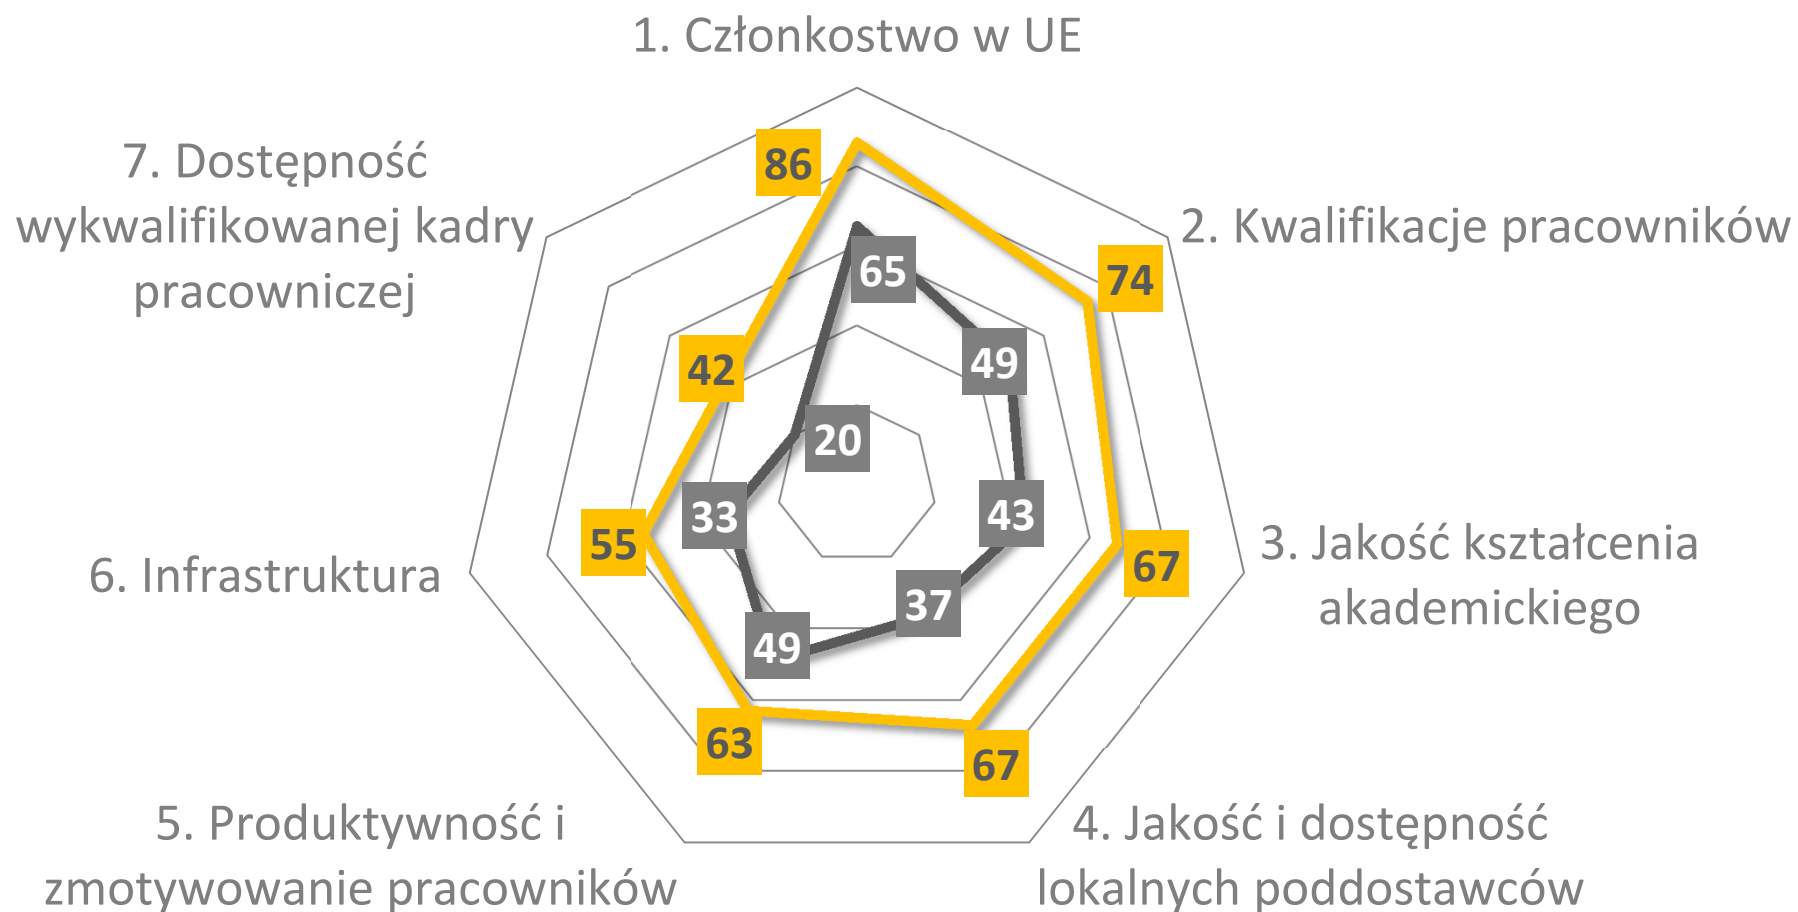 1. Członkostwo w UE
7. Dostępność
wykwalifikowanej kadry
pracowniczej
86
2. Kwalifikacje pracowników
65
74
49
42
20
33
43
55
67
3. Jakość kształcenia
akademickiego
6. Infrastruktura
37
49
63
67
5. Produktywność i
zmotywowanie pracowników
4. Jakość i dostępność
lokalnych poddostawców